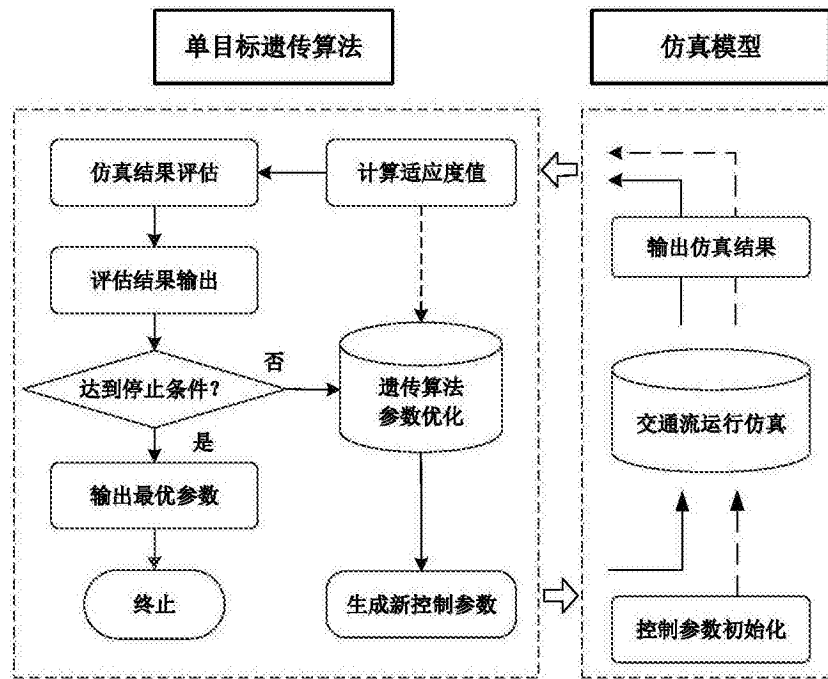 单目标遗传算法
仿真模型
仿真结果评估
计算适应度值
评估结果输出
输出仿真结果
达到停止条件?
否
遗传算法
参数优化
交通流运行仿真
是
输出最优参数
终止
生成新控制参数
控制参数初始化